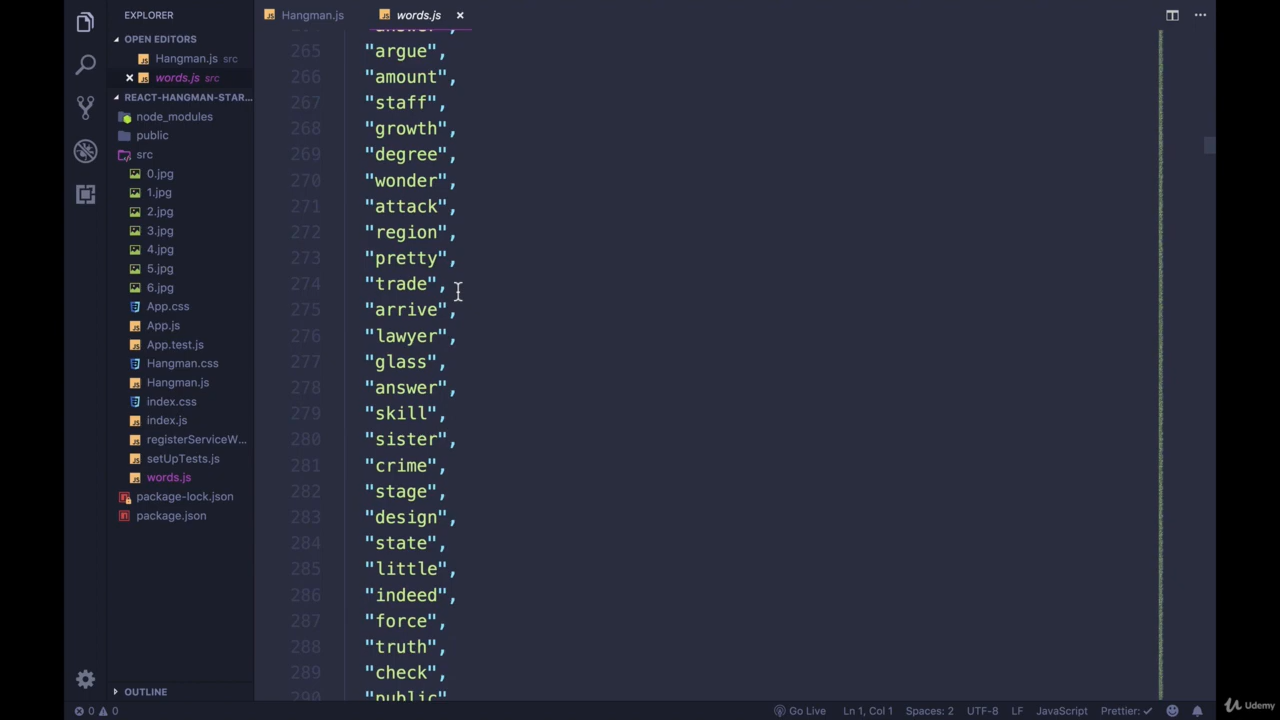 EXPLORER
OPEN EDITORS
Hangman.js src
words.js src
REACT-HANGMAN-STAR...
node_modules
public
src
0.jpg
1.jpg
2.jpg
3.jpg
4.jpg
5.jpg
6.jpg
App.css
App.js
App.test.js
Hangman.css
Hangman.js
index.css
index.js
registerServiceW...
setUpTests.js
words.js
package-lock.json
package.json
OUTLINE
Hangman.js
words.js
265 "argue",
266 "amount",
267 "staff",
268 "growth",
269 "degree",
270 "wonder",
271 "attack",
272 "region",
273 "pretty",
274 "trade",
275 "arrive",
276 "lawyer",
277 "glass",
278 "answer",
279 "skill",
280 "sister",
281 "crime",
282 "stage",
283 "design",
284 "state",
285 "little",
286 "indeed",
287 "force",
288 "truth",
289 "check",
290 "public"
0 0
Go Live Ln 1, Col 1 Spaces: 2 UTF-8 LF JavaScript Prettier: ✓
Udemy